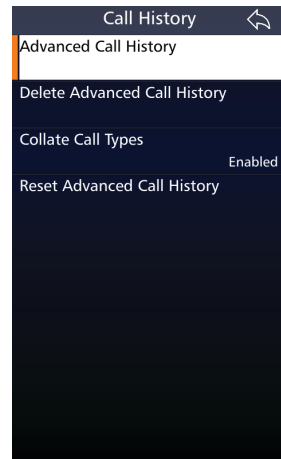 Call History
Advanced Call History
Delete Advanced Call History
Collate Call Types
Enabled
Reset Advanced Call History